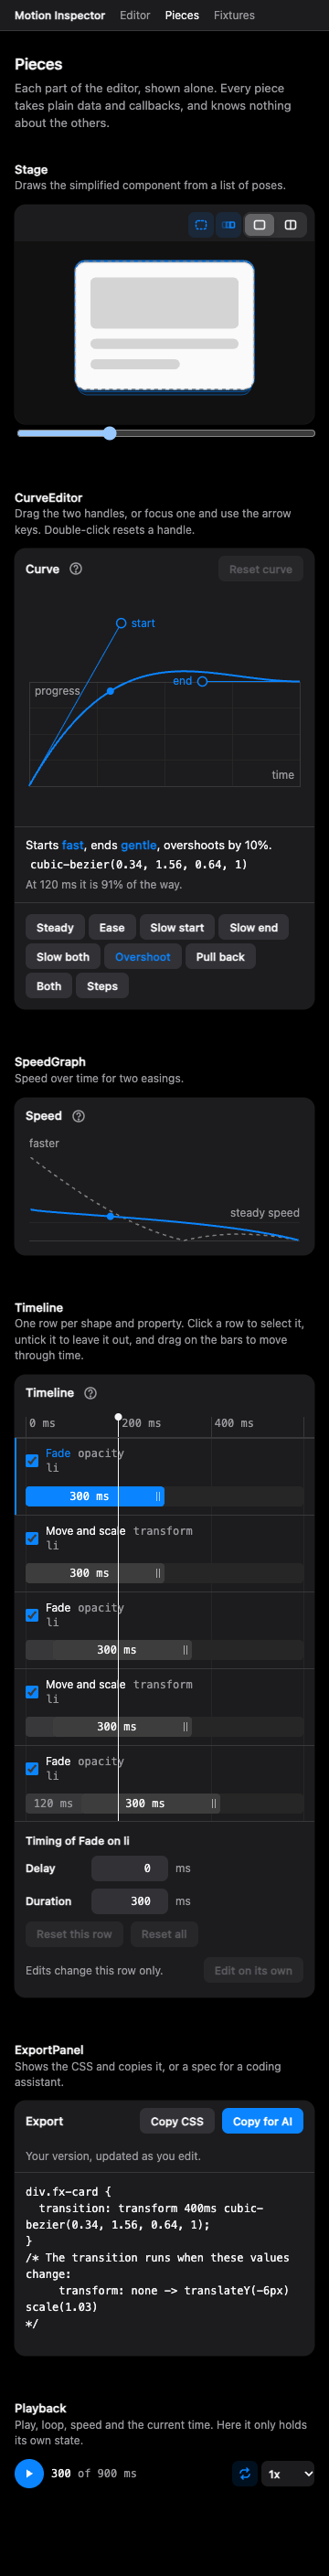 Motion Inspector Editor Pieces Fixtures
Pieces
Each part of the editor, shown alone. Every piece
takes plain data and callbacks, and knows nothing
about the others.
Stage
Draws the simplified component from a list of poses.
CurveEditor
Drag the two handles, or focus one and use the arrow
keys. Double-click resets a handle.
Curve ? Reset curve
start
end
progress
time
Starts fast, ends gentle, overshoots by 10%.
cubic-bezier(0.34, 1.56, 0.64, 1)
At 120 ms it is 91% of the way.
Steady Ease Slow start Slow end
Slow both Overshoot Pull back
Both Steps
SpeedGraph
Speed over time for two easings.
Speed ?
faster
steady speed
Timeline
One row per shape and property. Click a row to select it,
untick it to leave it out, and drag on the bars to move
through time.
Timeline ?
0 ms 200 ms 400 ms
Fade opacity
li
300 ms
Move and scale transform
li
300 ms
Fade opacity
li
300 ms
Move and scale transform
li
300 ms
Fade opacity
li
120 ms 300 ms
Timing of Fade on li
Delay 0 ms
Duration 300 ms
Reset this row Reset all
Edits change this row only. Edit on its own
ExportPanel
Shows the CSS and copies it, or a spec for a coding
assistant.
Export Copy CSS Copy for AI
Your version, updated as you edit.
div.fx-card {
transition: transform 400ms cubic-
bezier(0.34, 1.56, 0.64, 1);
}
/* The transition runs when these values
change:
transform: none -> translateY(-6px)
scale(1.03)
*/
Playback
Play, loop, speed and the current time. Here it only holds
its own state.
300 of 900 ms 1x